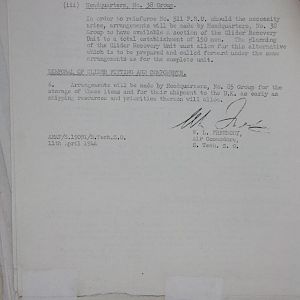 (iii) Headquarters, No. 38 Group.
In order to reinforce No. 511 F.R.U. should the necessity
arise, arrangements will be made by Headquarters, No. 38
Group to have available a section of the Glider Recovery
Unit to a total establishment of 150 men. The planning
of the Glider Recovery Unit must allow for this alternative
which is to be prepared and called forward under the same
arrangements as for the complete unit.
DISPOSAL OF GLIDER FITTING AND COMPONENTS.
4. Arrangements will be made by Headquarters, No. 85 Group for the
storage of these items and for their shipment to the U.K. as early as
shipping resources and priorities thereon will allow.
Air Commodore,
S. Tech. S. O.
11th April 1944